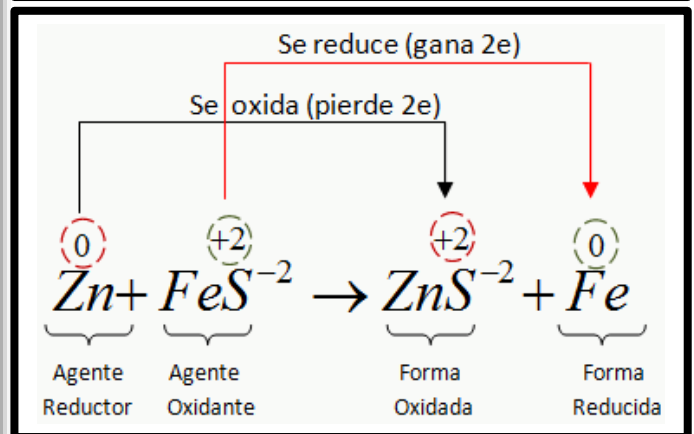 Se reduce (gana 2e)
Se oxida (pierde 2e)
0 +2 +2 0
Zn + FeS⁻² → ZnS⁻² + Fe
Agente Agente Forma Forma
Reductor Oxidante Oxidada Reducida